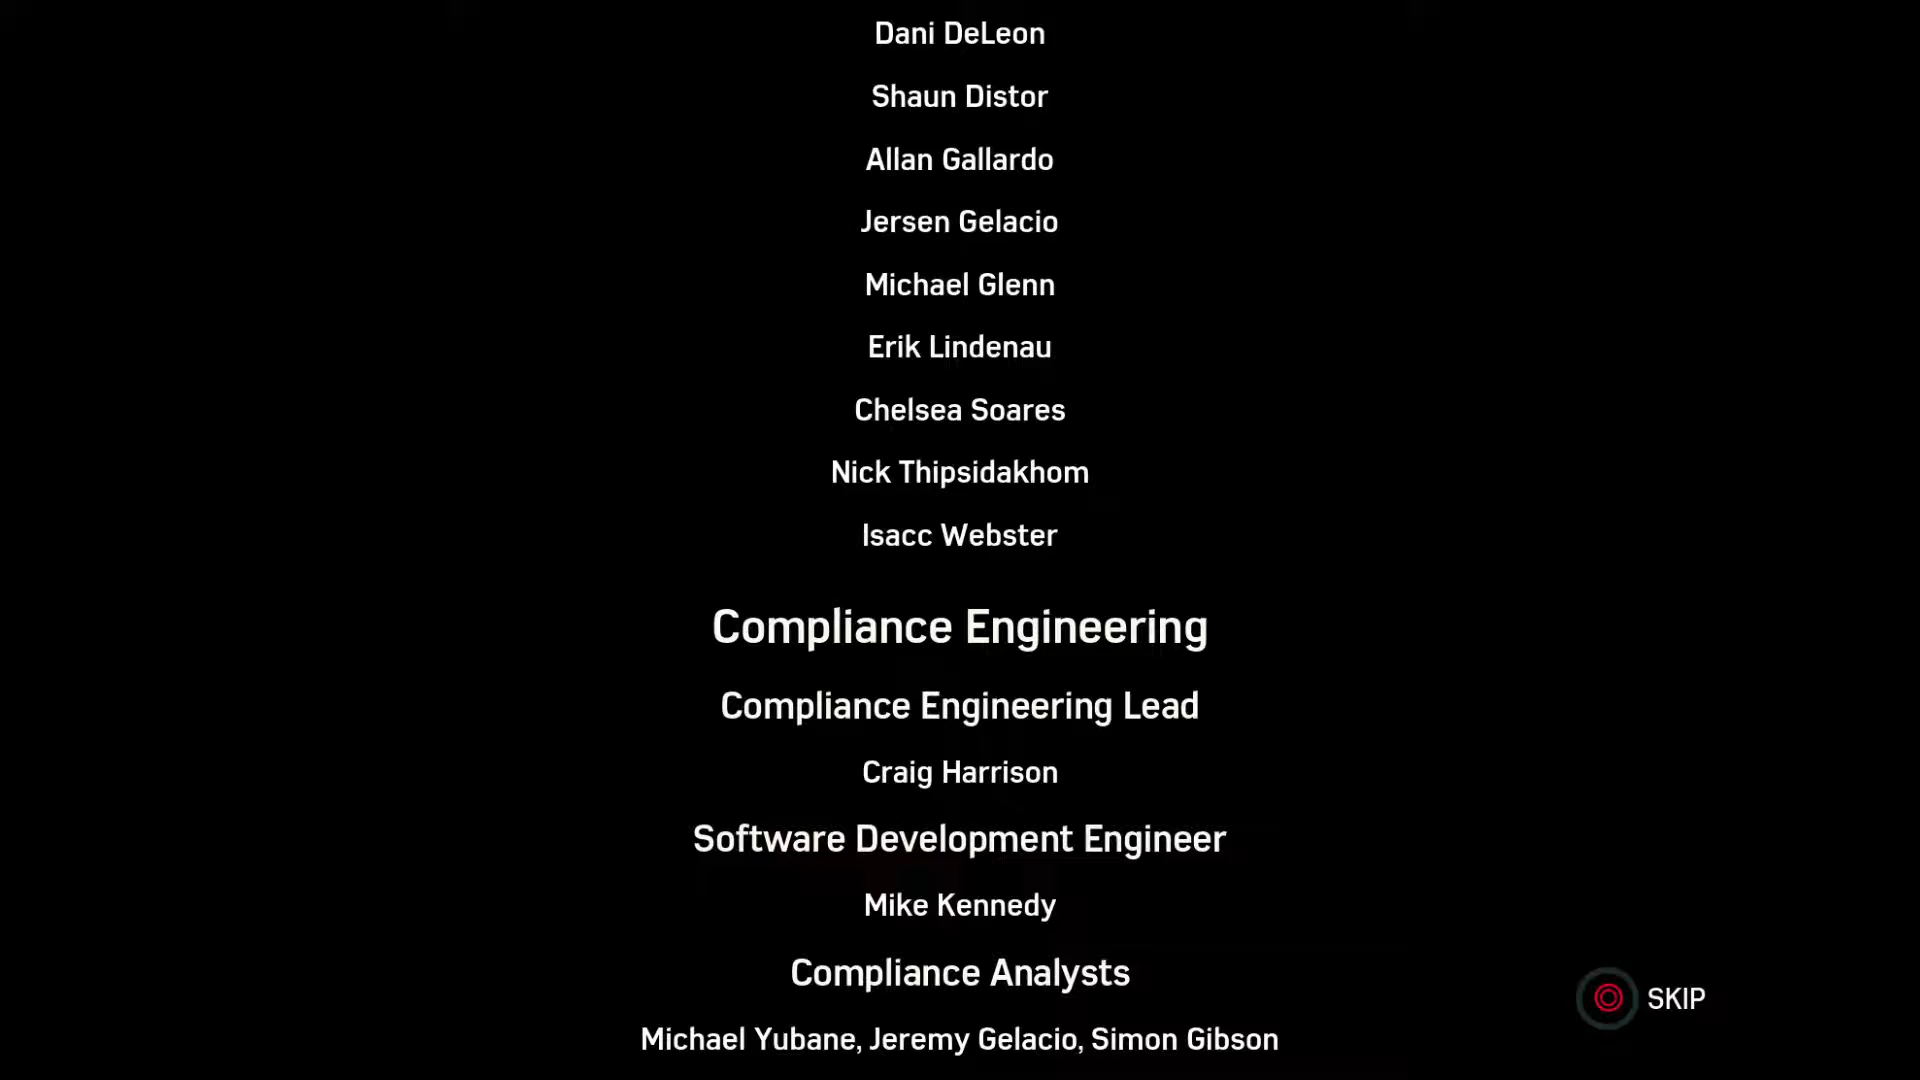 Dani DeLeon
Shaun Distor
Allan Gallardo
Jersen Gelacio
Michael Glenn
Erik Lindenau
Chelsea Soares
Nick Thipsidakhom
Isacc Webster
Compliance Engineering
Compliance Engineering Lead
Craig Harrison
Software Development Engineer
Mike Kennedy
Compliance Analysts
SKIP
Michael Yubane, Jeremy Gelacio, Simon Gibson